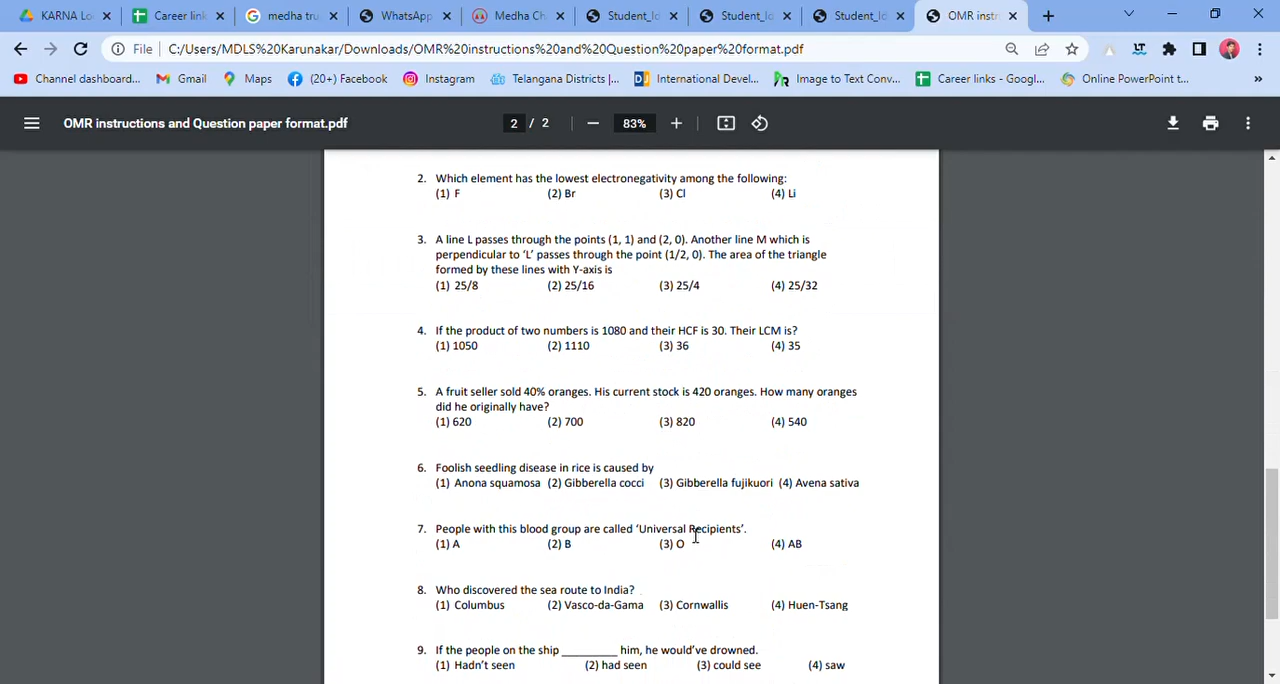 KARNA Lo
Career link
medha tru
WhatsApp
Medha Ch
Student_Id
Student_Id
Student_Id
OMR instr
File
C:/Users/MDLS%20Karunakar/Downloads/OMR%20instructions%20and%20Question%20paper%20format.pdf
LT
Channel dashboard...
Gmail
Maps
(20+) Facebook
Instagram
Telangana Districts |...
International Devel...
Image to Text Conv...
Career links - Googl...
Online PowerPoint t...
»
OMR instructions and Question paper format.pdf
2 / 2
83%
2. Which element has the lowest electronegativity among the following:
(1) F (2) Br (3) Cl (4) Li
3. A line L passes through the points (1, 1) and (2, 0). Another line M which is
perpendicular to ‘L’ passes through the point (1/2, 0). The area of the triangle
formed by these lines with Y-axis is
(1) 25/8 (2) 25/16 (3) 25/4 (4) 25/32
4. If the product of two numbers is 1080 and their HCF is 30. Their LCM is?
(1) 1050 (2) 1110 (3) 36 (4) 35
5. A fruit seller sold 40% oranges. His current stock is 420 oranges. How many oranges
did he originally have?
(1) 620 (2) 700 (3) 820 (4) 540
6. Foolish seedling disease in rice is caused by
(1) Anona squamosa (2) Gibberella cocci (3) Gibberella fujikuori (4) Avena sativa
7. People with this blood group are called ‘Universal Recipients’.
(1) A (2) B (3) O (4) AB
8. Who discovered the sea route to India?
(1) Columbus (2) Vasco-da-Gama (3) Cornwallis (4) Huen-Tsang
9. If the people on the ship _________ him, he would’ve drowned.
(1) Hadn’t seen (2) had seen (3) could see (4) saw